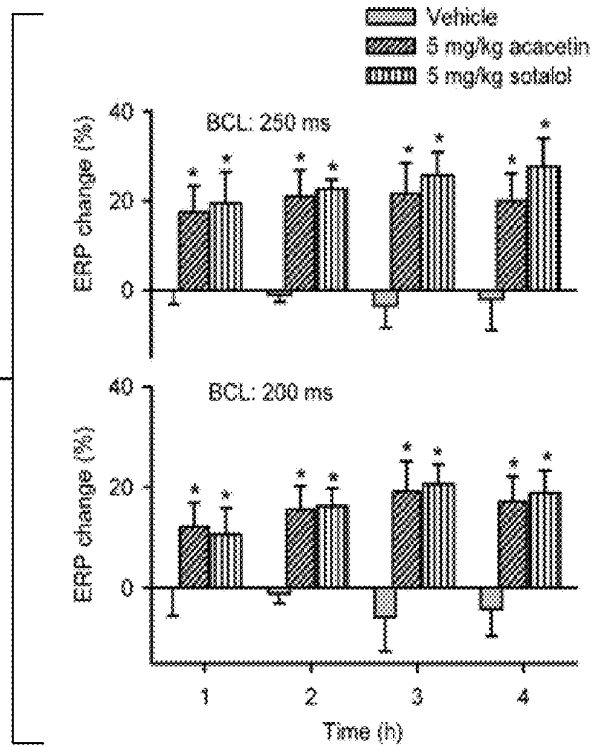 Vehicle
5 mg/kg acacetin
5 mg/kg sotalol
40
BCL: 250 ms
* * * * * * * *
20
0
ERP change (%)
40
BCL: 200 ms
* * * * * * * *
20
0
ERP change (%)
1 2 3 4
Time (h)